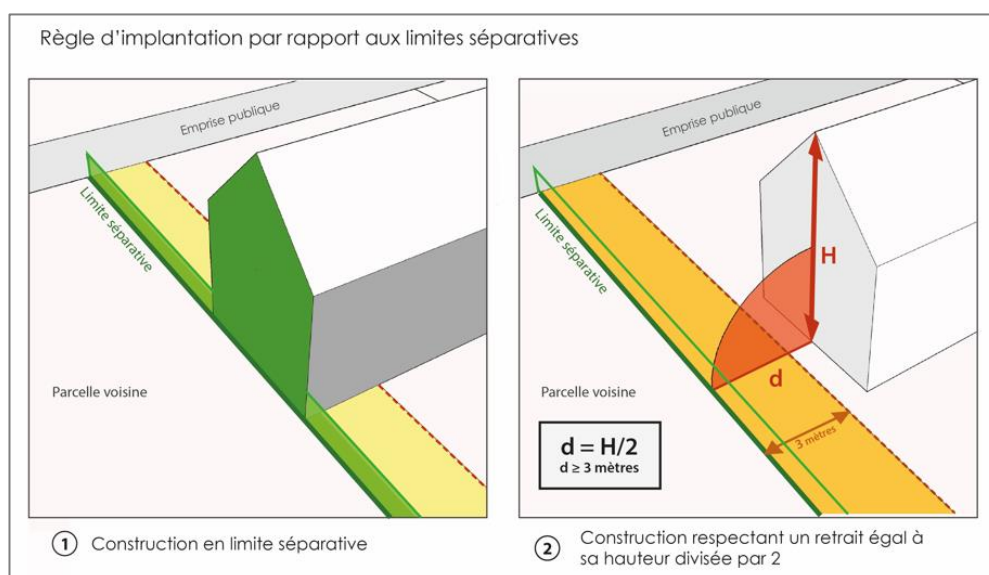 Règle d'implantation par rapport aux limites séparatives
Emprise publique
Limite séparative
Parcelle voisine
Emprise publique
Limite séparative
H
d
Parcelle voisine
3 mètres
d = H/2
d ≥ 3 mètres
1 Construction en limite séparative
2 Construction respectant un retrait égal à
sa hauteur divisée par 2